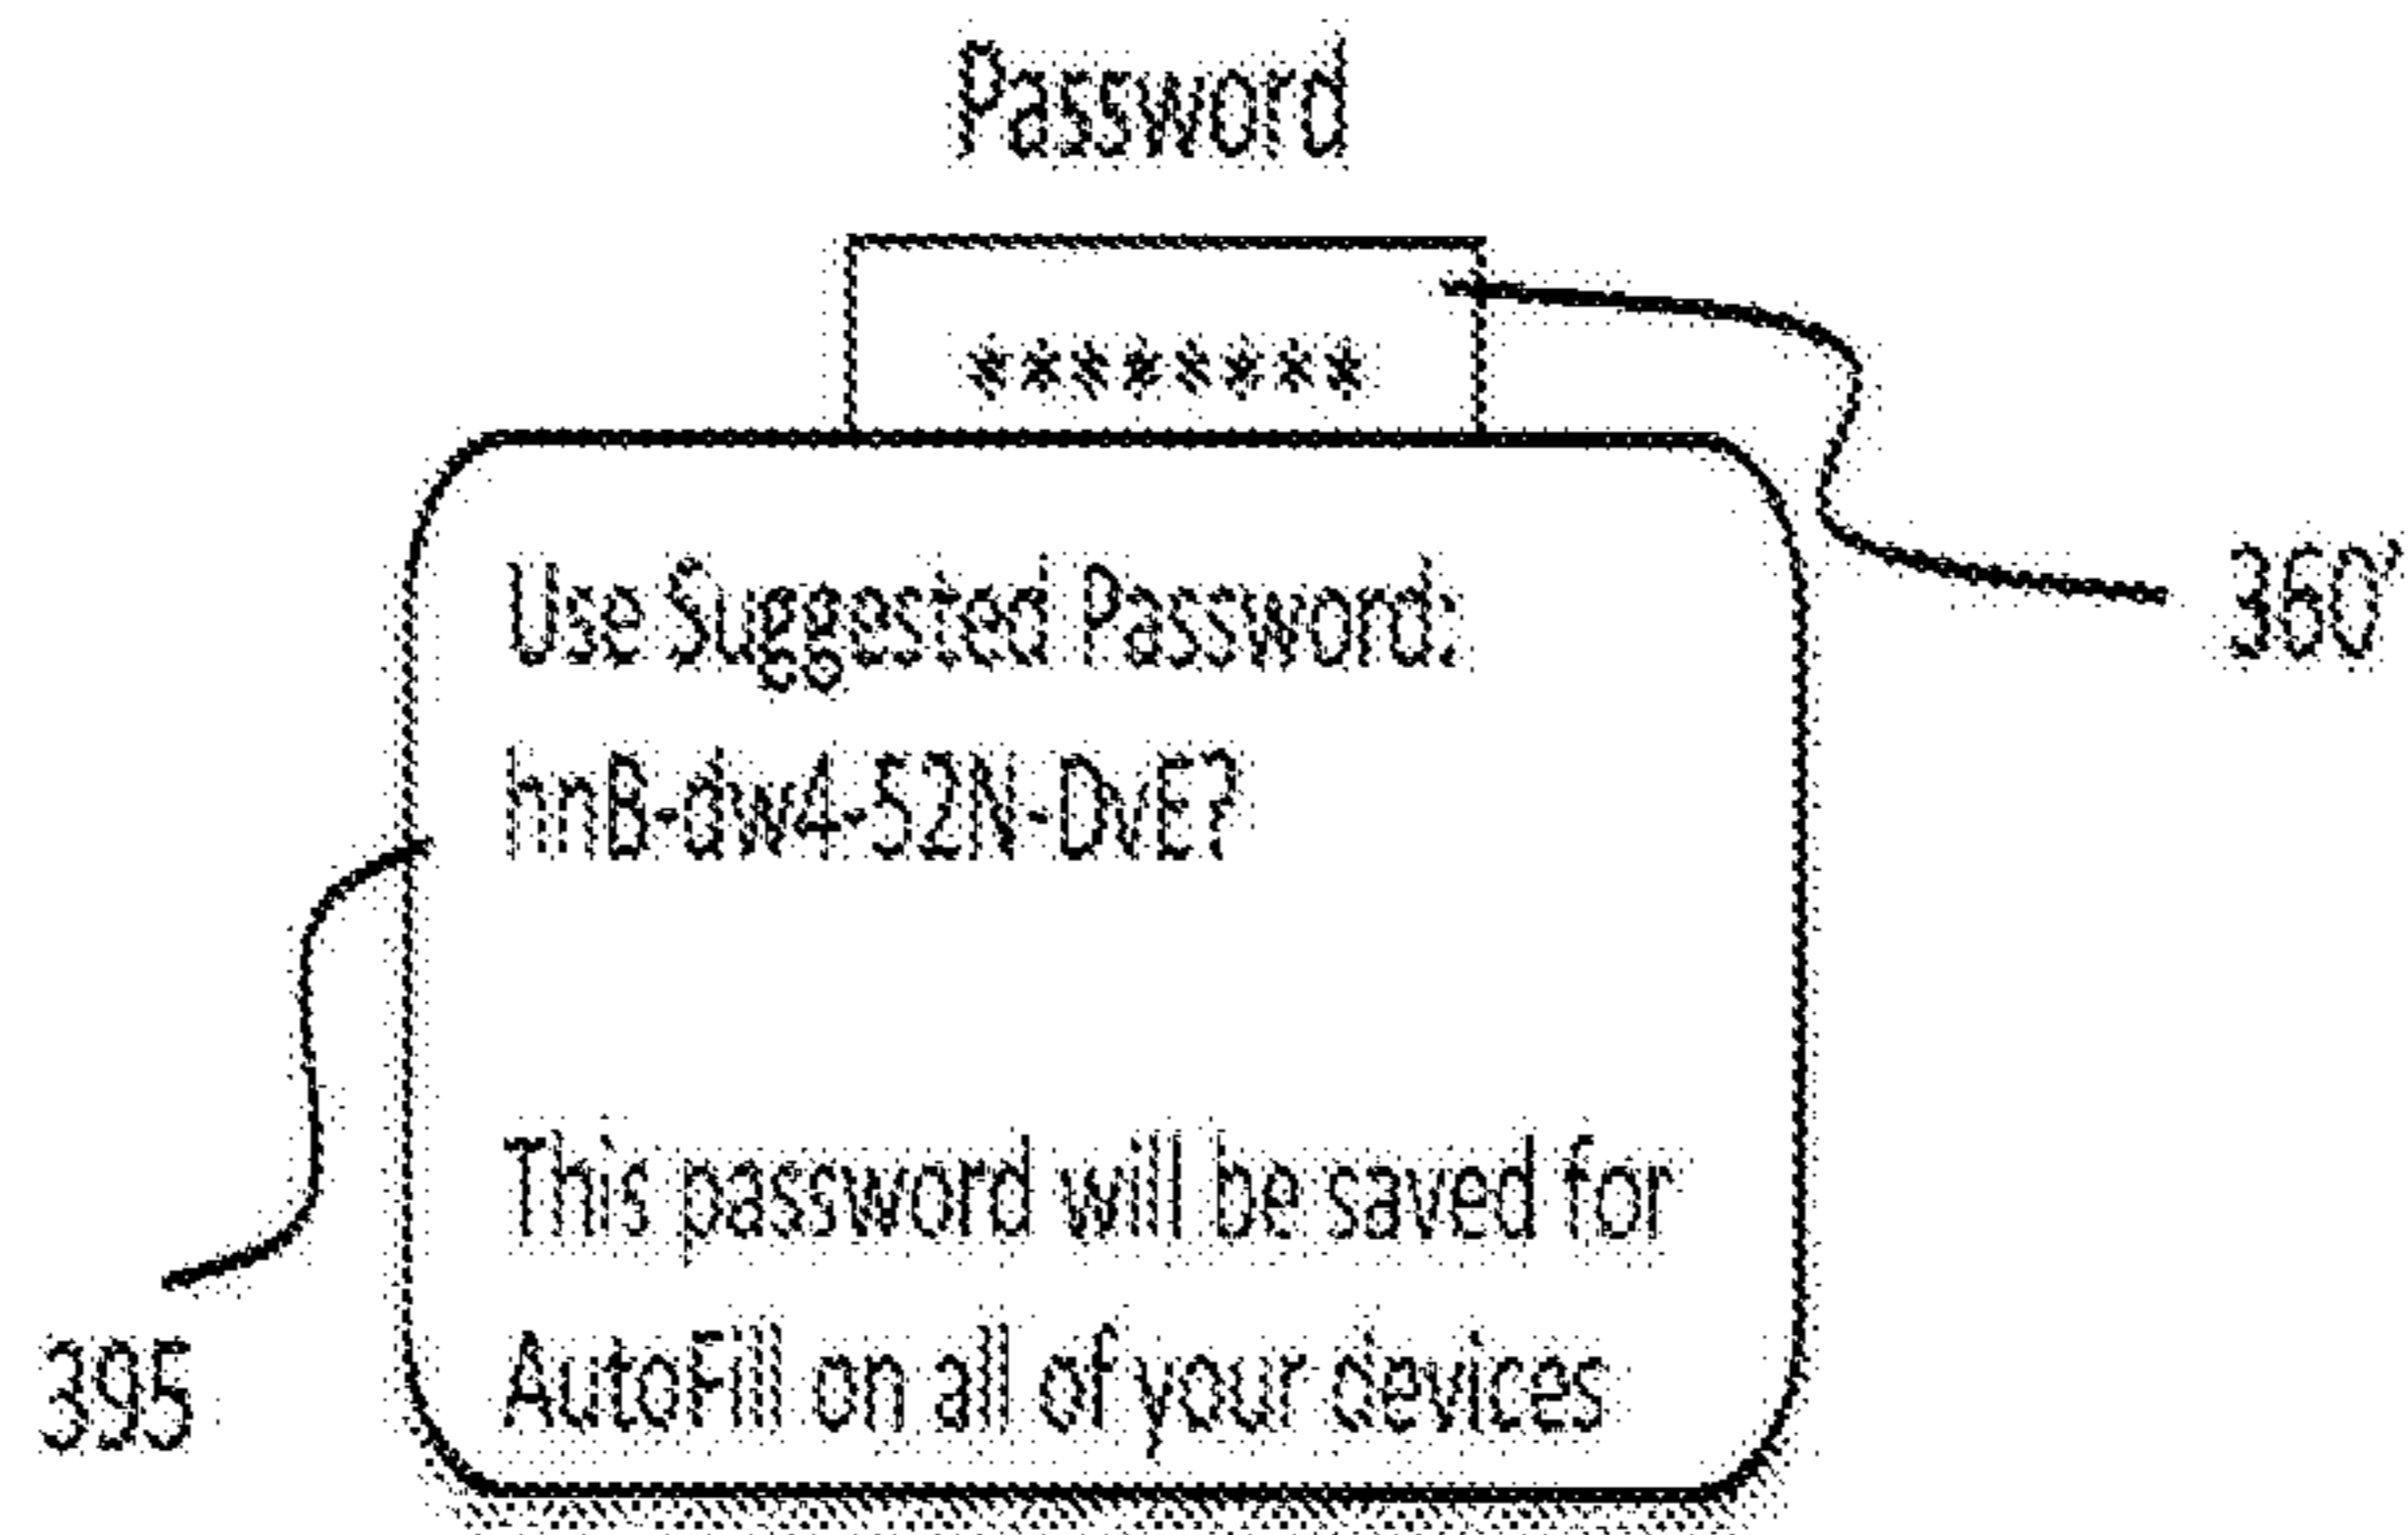 Password
********
360'
Use Suggested Password:
hnB-dw4-52N-DvE?
This password will be saved for
AutoFill on all of your devices
395